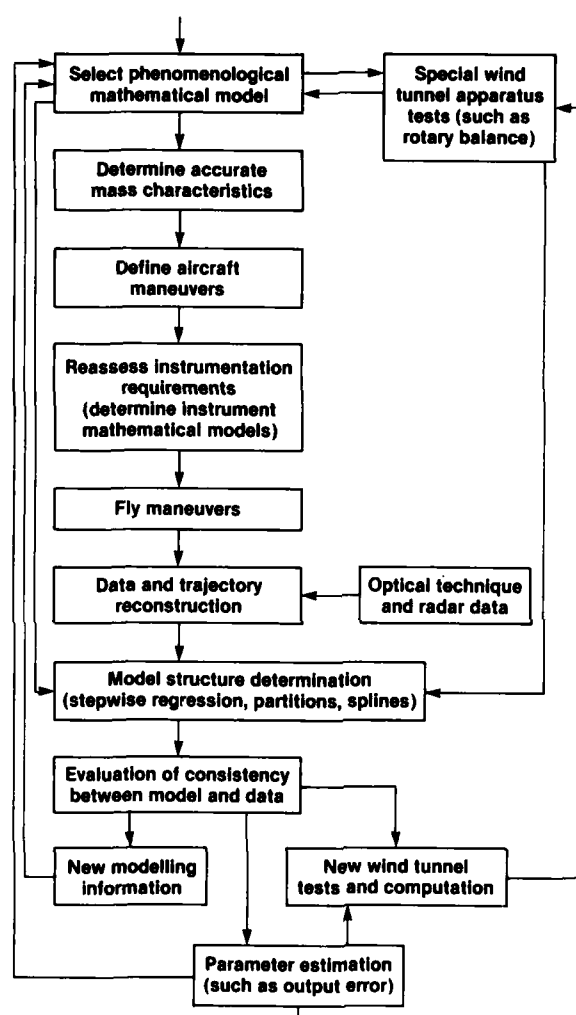 Select phenomenological
mathematical model
Special wind
tunnel apparatus
tests (such as
rotary balance)
Determine accurate
mass characteristics
Define aircraft
maneuvers
Reassess instrumentation
requirements
(determine instrument
mathematical models)
Fly maneuvers
Data and trajectory
reconstruction
Optical technique
and radar data
Model structure determination
(stepwise regression, partitions, splines)
Evaluation of consistency
between model and data
New modelling
information
New wind tunnel
tests and computation
Parameter estimation
(such as output error)